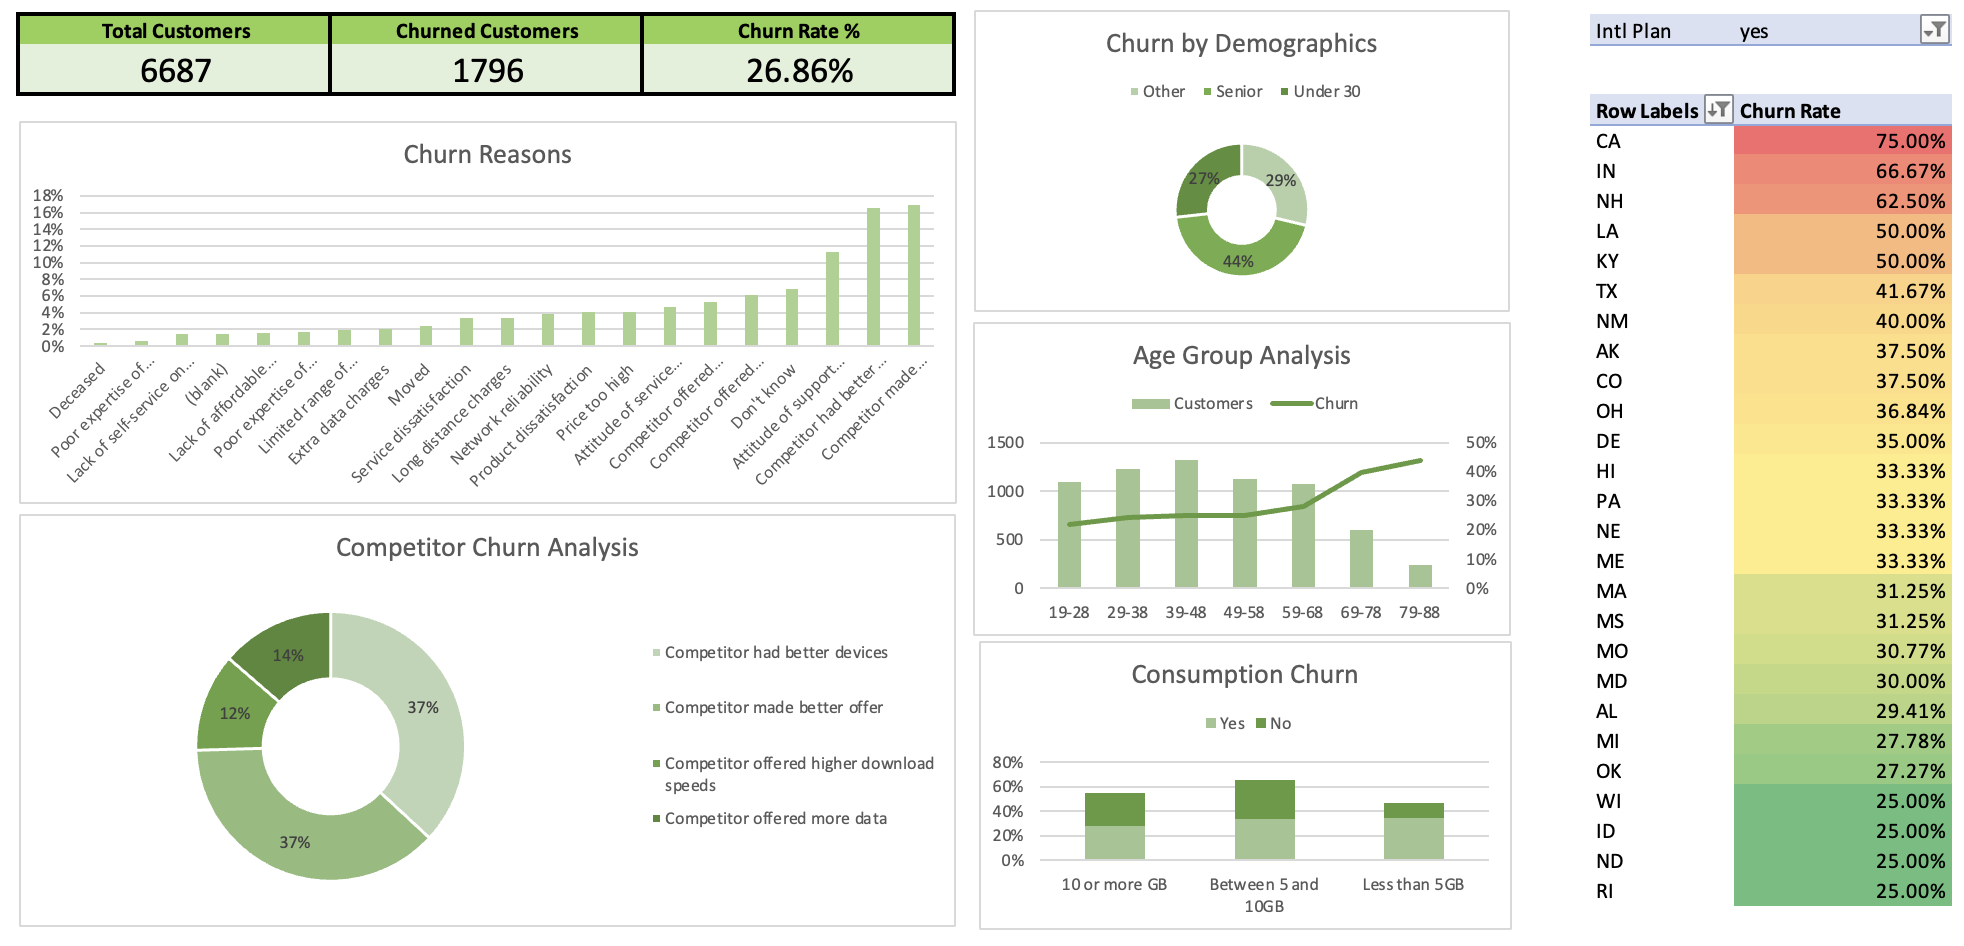 Total Customers Churned Customers Churn Rate %
6687 1796 26.86%
Churn Reasons
18%
16%
14%
12%
10%
8%
6%
4%
2%
0%
Deceased
Poor expertise of...
Lack of self-service on...
(blank)
Lack of affordable...
Poor expertise of...
Limited range of...
Extra data charges
Moved
Service dissatisfaction
Long distance charges
Network reliability
Product dissatisfaction
Price too high
Attitude of service...
Competitor offered...
Competitor offered...
Don't know
Attitude of support...
Competitor had better...
Competitor made...
Competitor Churn Analysis
14%
37%
12%
37%
Competitor had better devices
Competitor made better offer
Competitor offered higher download
speeds
Competitor offered more data
Churn by Demographics
Other Senior Under 30
27% 29%
44%
Age Group Analysis
Customers Churn
1500
1000
500
0
50%
40%
30%
20%
10%
0%
19-28 29-38 39-48 49-58 59-68 69-78 79-88
Consumption Churn
Yes No
80%
60%
40%
20%
0%
10 or more GB
Between 5 and
10GB
Less than 5GB
Intl Plan yes
Row Labels Churn Rate
CA 75.00%
IN 66.67%
NH 62.50%
LA 50.00%
KY 50.00%
TX 41.67%
NM 40.00%
AK 37.50%
CO 37.50%
OH 36.84%
DE 35.00%
HI 33.33%
PA 33.33%
NE 33.33%
ME 33.33%
MA 31.25%
MS 31.25%
MO 30.77%
MD 30.00%
AL 29.41%
MI 27.78%
OK 27.27%
WI 25.00%
ID 25.00%
ND 25.00%
RI 25.00%